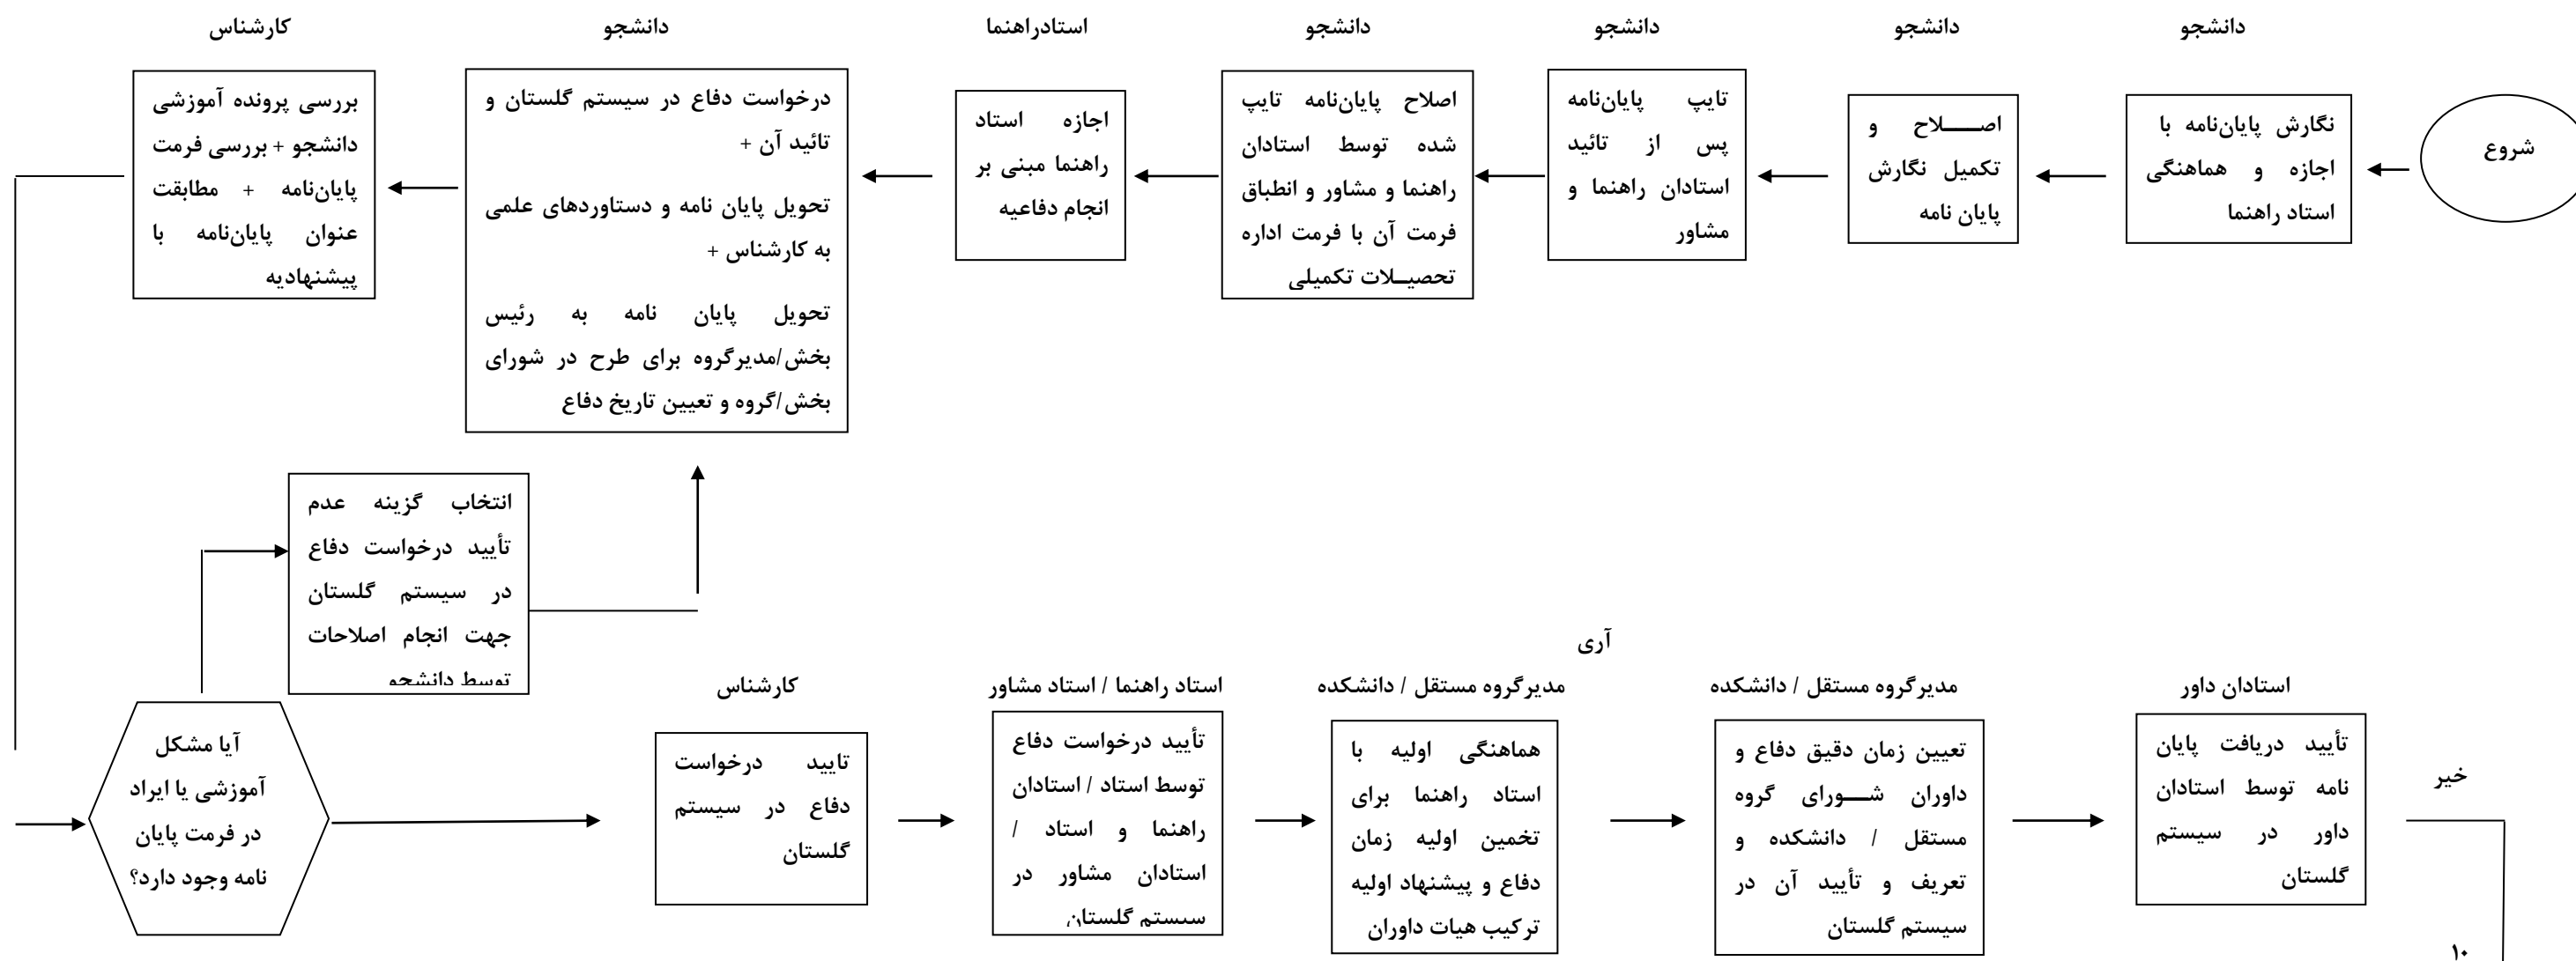 دانشجو
دانشجو
دانشجو
دانشجو
استادراهنما
دانشجو
کارشناس
شروع
نگارش پایان‌نامه با
اجازه و هماهنگی
استاد راهنما
اصـــــلاح و
تکمیل نگارش
پایان نامه
تایپ پایان‌نامه
پس از تائید
استادان راهنما و
مشاور
اصلاح پایان‌نامه تایپ
شده توسط استادان
راهنما و مشاور و انطباق
فرمت آن با فرمت اداره
تحصیــلات تکمیلی
اجازه استاد
راهنما مبنی بر
انجام دفاعیه
درخواست دفاع در سیستم گلستان و
تائید آن +
تحویل پایان نامه و دستاوردهای علمی
به کارشناس +
تحویل پایان نامه به رئیس
بخش/مدیرگروه برای طرح در شورای
بخش/گروه و تعیین تاریخ دفاع
بررسی پرونده آموزشی
دانشجو + بررسی فرمت
پایان‌نامه + مطابقت
عنوان پایان‌نامه با
پیشنهادیه
انتخاب گزینه عدم
تأیید درخواست دفاع
در سیستم گلستان
جهت انجام اصلاحات
توسط دانشجو
آری
آیا مشکل
آموزشی یا ایراد
در فرمت پایان
نامه وجود دارد؟
کارشناس
تایید درخواست
دفاع در سیستم
گلستان
استاد راهنما / استاد مشاور
تأیید درخواست دفاع
توسط استاد / استادان
راهنما و استاد /
استادان مشاور در
سیستم گلستان
مدیرگروه مستقل / دانشکده
هماهنگی اولیه با
استاد راهنما برای
تخمین اولیه زمان
دفاع و پیشنهاد اولیه
ترکیب هیات داوران
مدیرگروه مستقل / دانشکده
تعیین زمان دقیق دفاع و
داوران شـــورای گروه
مستقل / دانشکده و
تعریف و تأیید آن در
سیستم گلستان
استادان داور
تأیید دریافت پایان
نامه توسط استادان
داور در سیستم
گلستان
خیر
۱۰